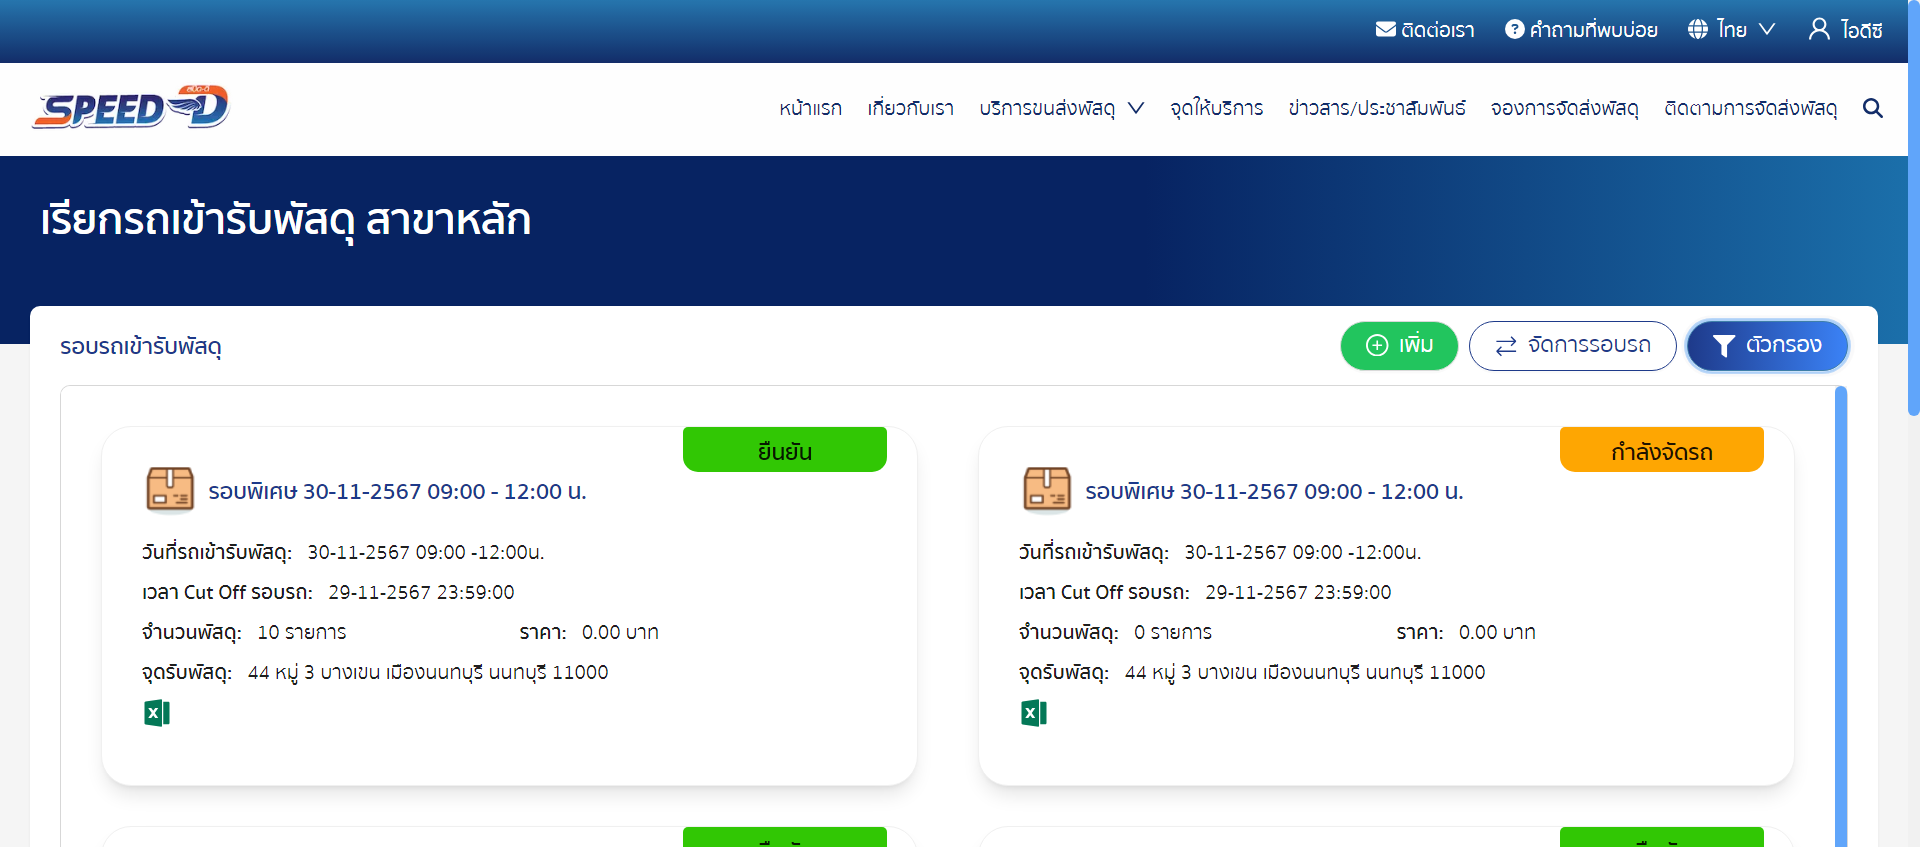 ติดต่อเรา คำถามที่พบบ่อย ไทย ไอดีซี
สปีด-ดี
SPEED-D
หน้าแรก เกี่ยวกับเรา บริการขนส่งพัสดุ จุดให้บริการ ข่าวสาร/ประชาสัมพันธ์ จองการจัดส่งพัสดุ ติดตามการจัดส่งพัสดุ
เรียกรถเข้ารับพัสดุ สาขาหลัก
รอบรถเข้ารับพัสดุ
เพิ่ม จัดการรอบรถ ตัวกรอง
ยืนยัน
รอบพิเศษ 30-11-2567 09:00 - 12:00 น.
วันที่รถเข้ารับพัสดุ: 30-11-2567 09:00 -12:00น.
เวลา Cut Off รอบรถ: 29-11-2567 23:59:00
จำนวนพัสดุ: 10 รายการ ราคา: 0.00 บาท
จุดรับพัสดุ: 44 หมู่ 3 บางเขน เมืองนนทบุรี นนทบุรี 11000
กำลังจัดรถ
รอบพิเศษ 30-11-2567 09:00 - 12:00 น.
วันที่รถเข้ารับพัสดุ: 30-11-2567 09:00 -12:00น.
เวลา Cut Off รอบรถ: 29-11-2567 23:59:00
จำนวนพัสดุ: 0 รายการ ราคา: 0.00 บาท
จุดรับพัสดุ: 44 หมู่ 3 บางเขน เมืองนนทบุรี นนทบุรี 11000